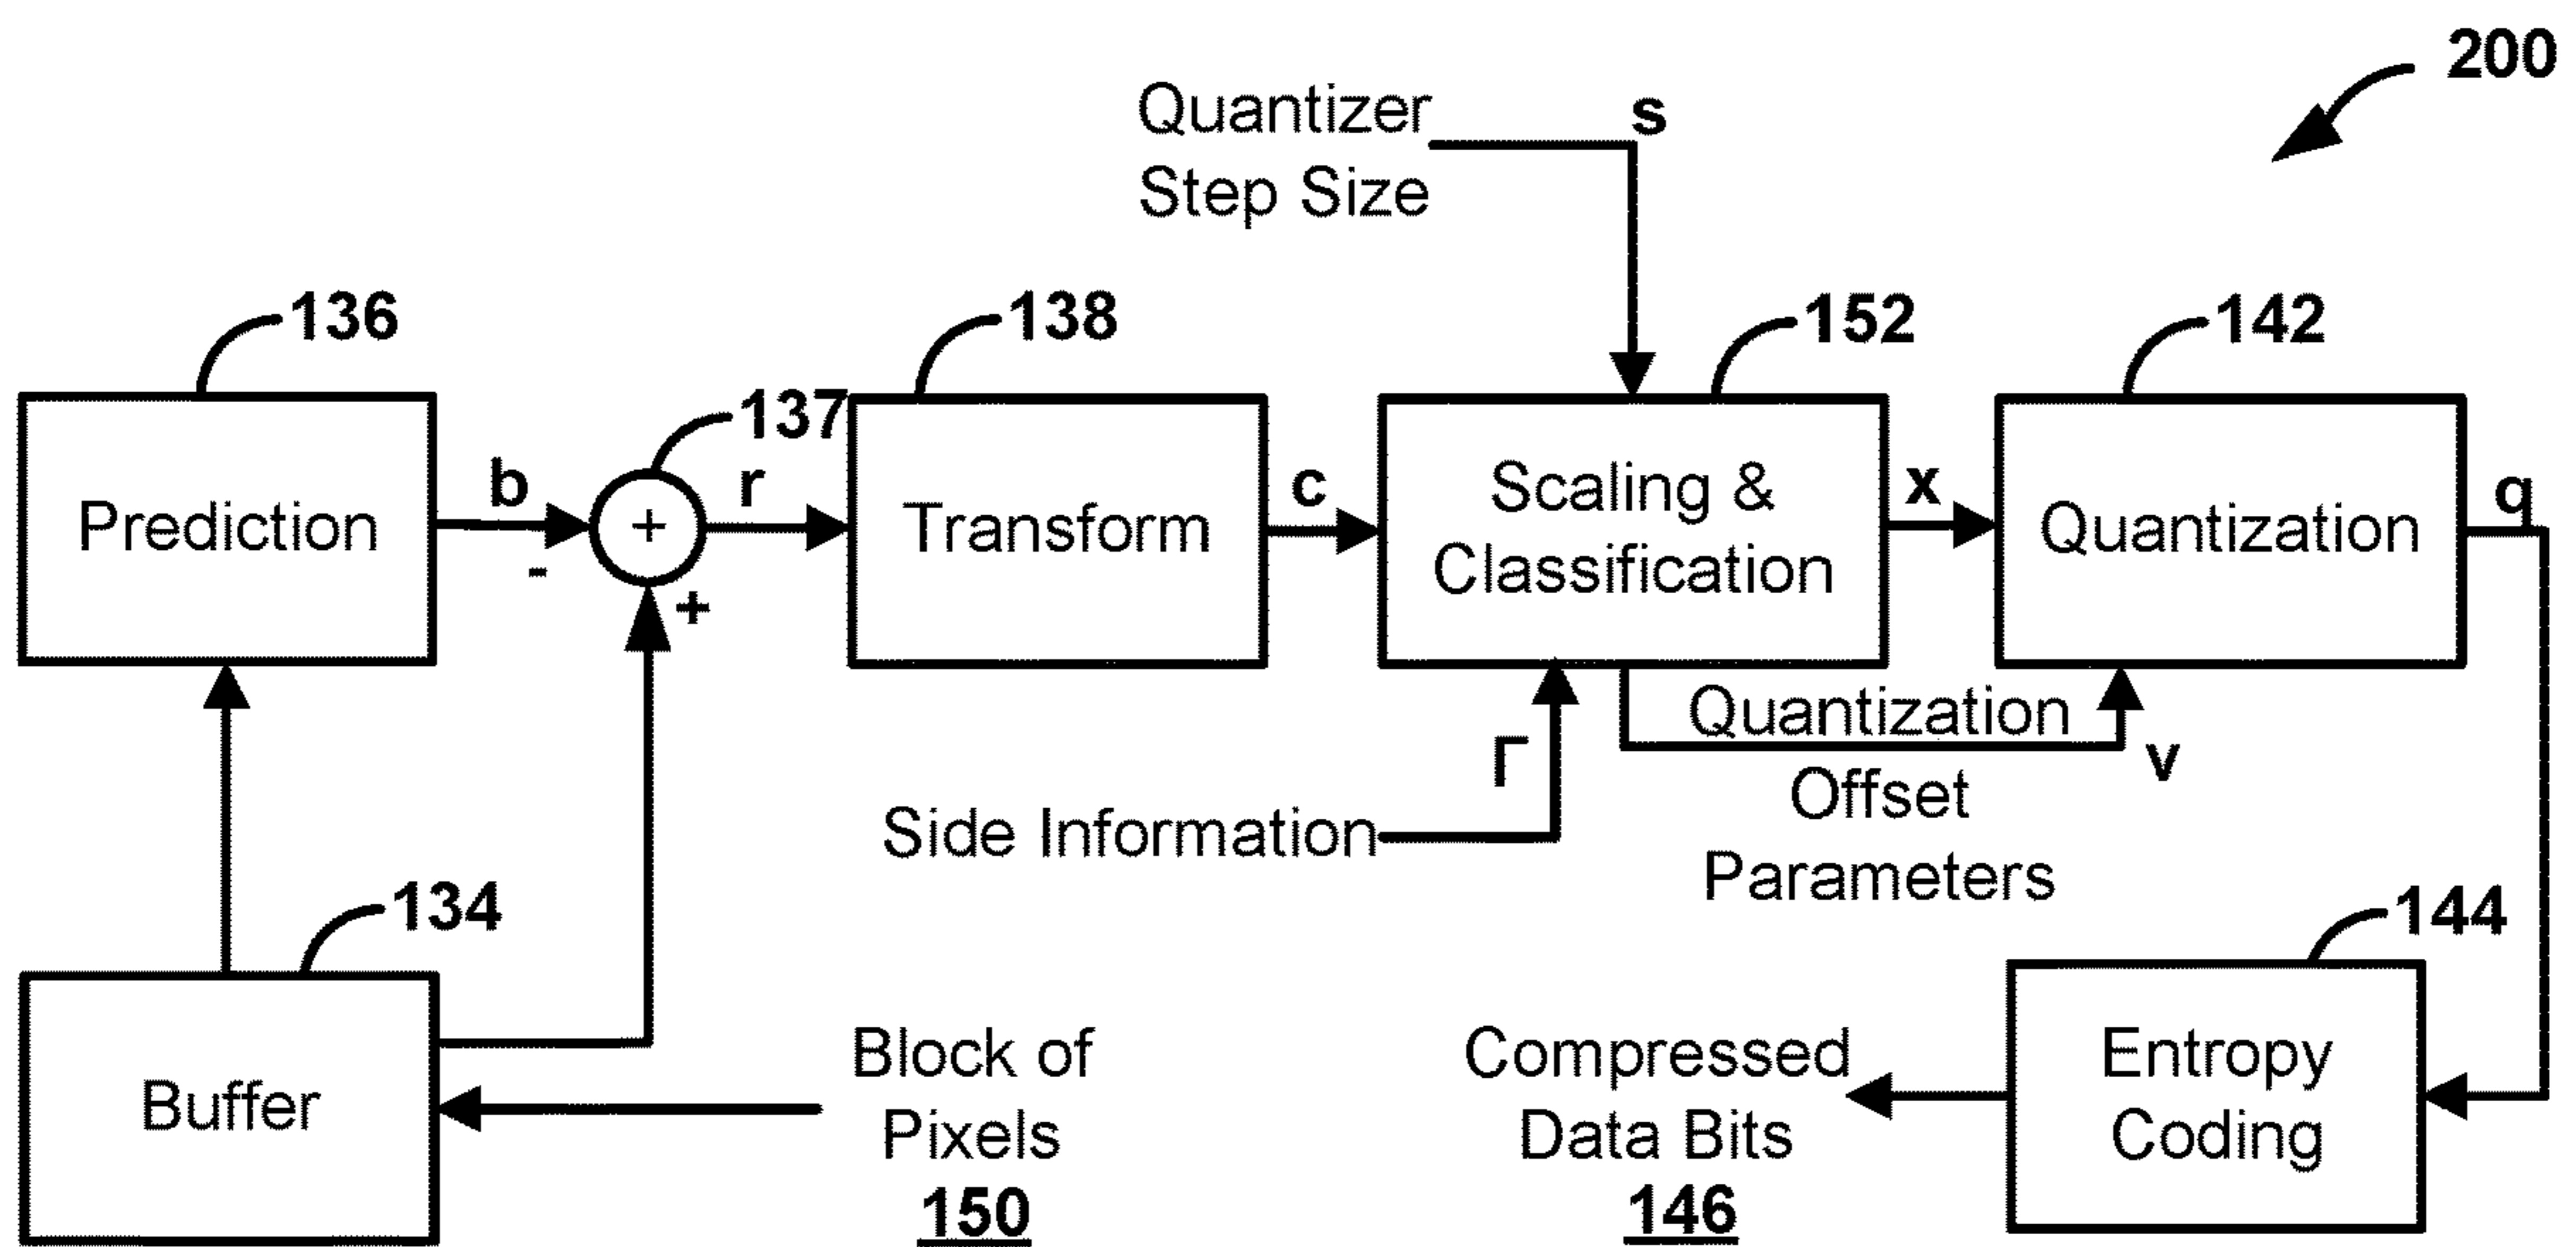 200
Quantizer
Step Size
s
136
138
152
142
137
b
r
c
x
q
Prediction
+
Transform
Scaling &
Classification
Quantization
-
+
Quantization
Offset
Parameters
Γ
v
Side Information
134
144
Buffer
Block of
Pixels
150
Compressed
Data Bits
146
Entropy
Coding